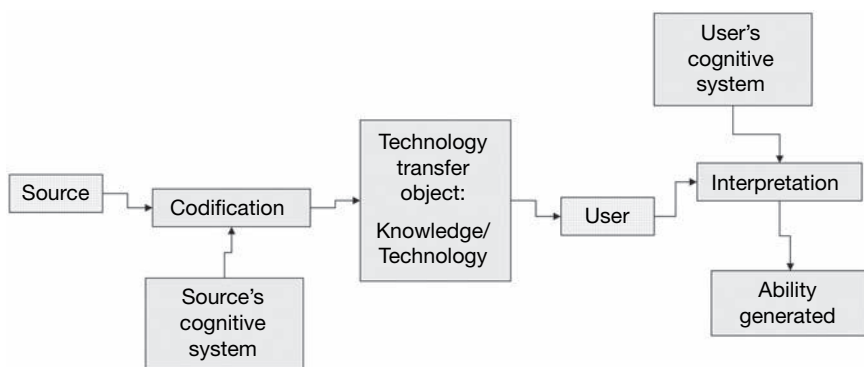 Source
Codification
Source’s
cognitive
system
Technology
transfer
object:
Knowledge/
Technology
User
User’s
cognitive
system
Interpretation
Ability
generated